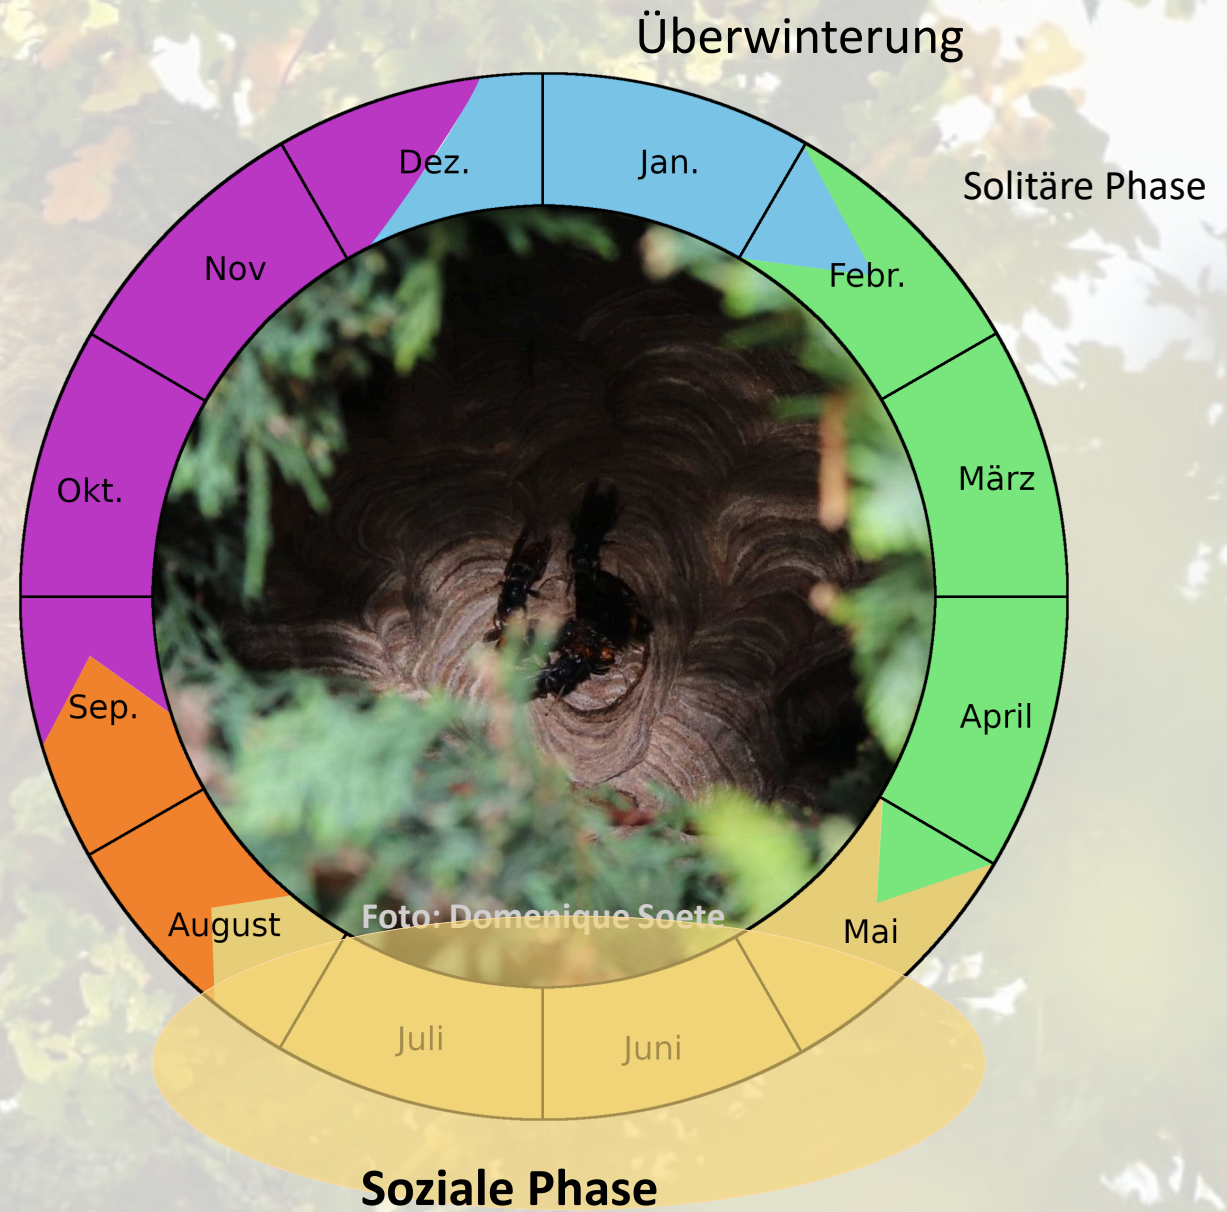 Überwinterung
Solitäre Phase
Dez.
Jan.
Nov
Febr.
Okt.
März
Sep.
April
August
Mai
Foto: Domenique Soete
Juli
Juni
Soziale Phase